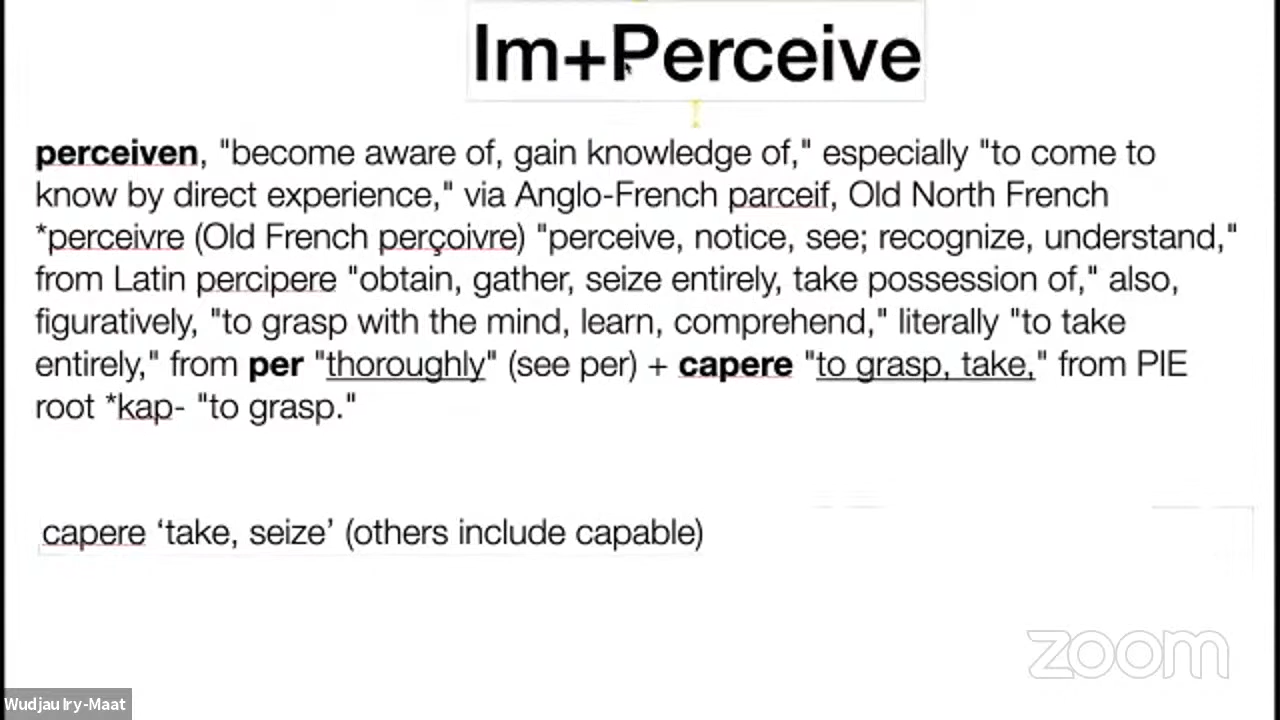 Im+Perceive
perceiven, "become aware of, gain knowledge of," especially "to come to
know by direct experience," via Anglo-French parceif, Old North French
*perceivre (Old French perçoivre) "perceive, notice, see; recognize, understand,"
from Latin percipere "obtain, gather, seize entirely, take possession of," also,
figuratively, "to grasp with the mind, learn, comprehend," literally "to take
entirely," from per "thoroughly" (see per) + capere "to grasp, take," from PIE
root *kap- "to grasp."
capere ‘take, seize’ (others include capable)
zoom
Wudjau Iry-Maat